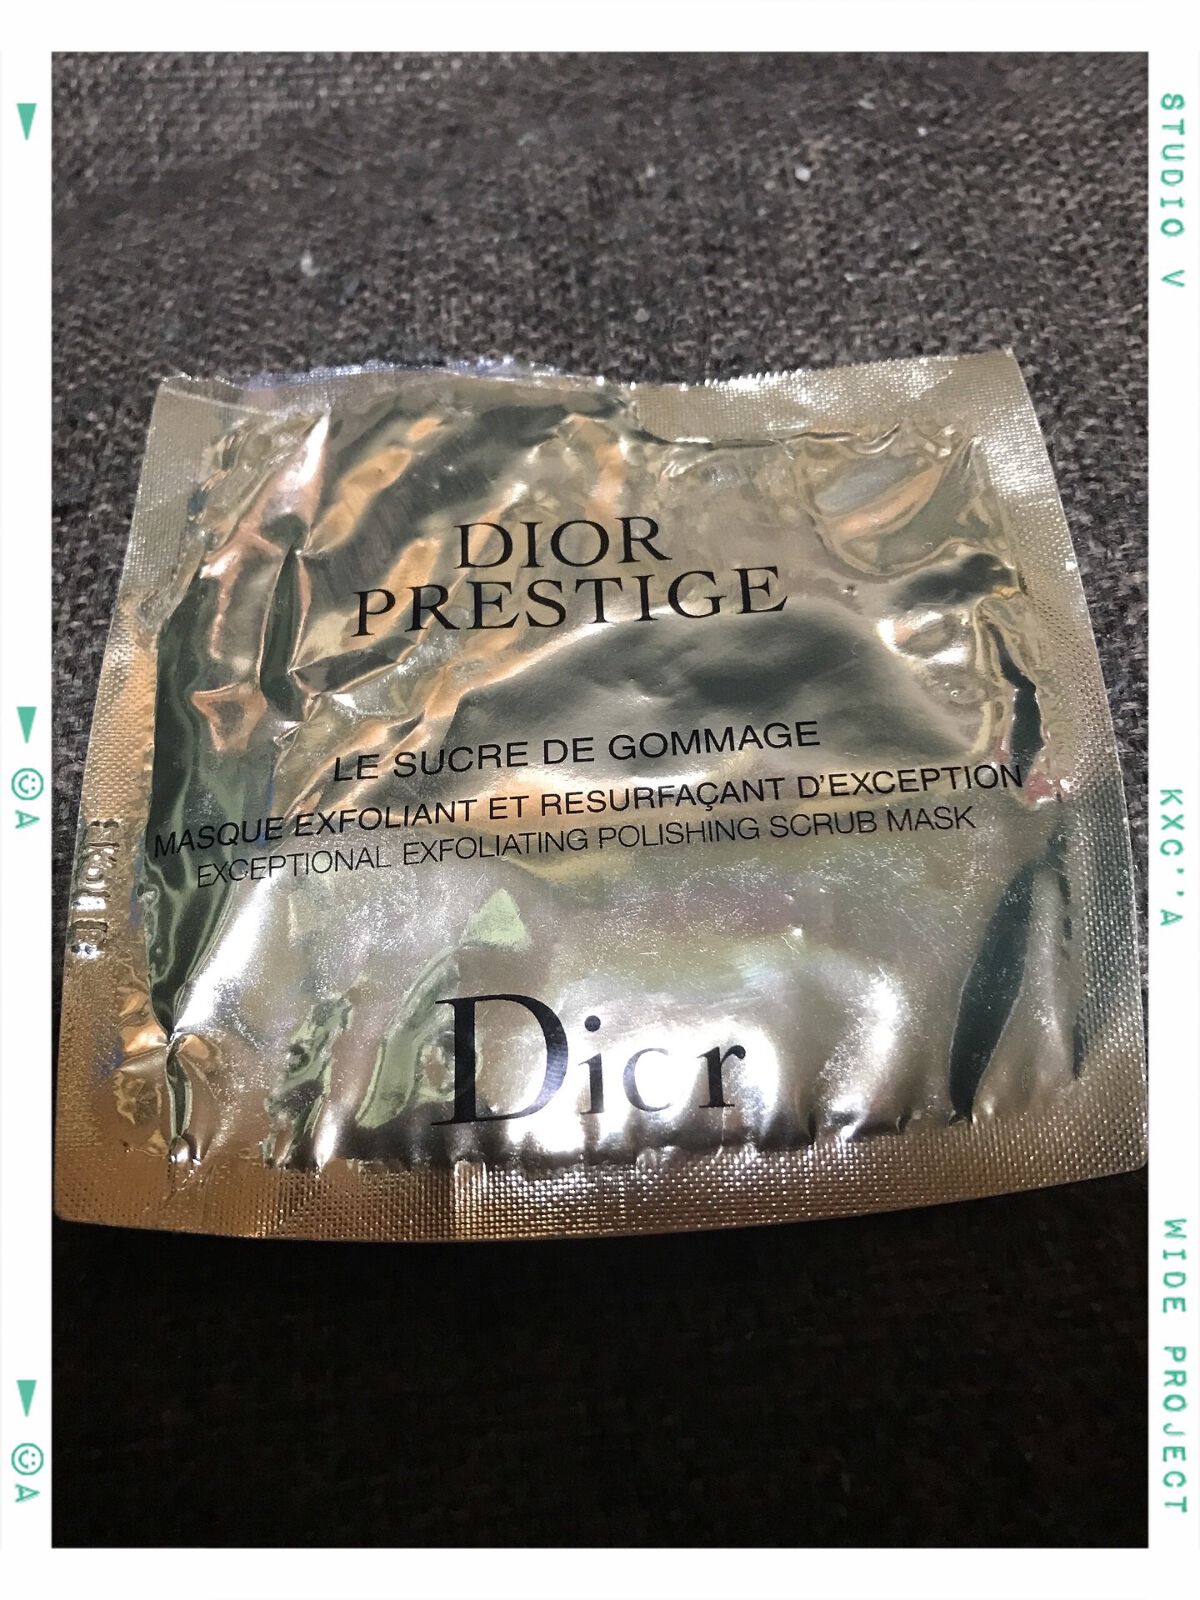 DIOR
PRESTIGE
LE SUCRE DE GOMMAGE
MASQUE EXFOLIANT ET RESURFAÇANT D'EXCEPTION
EXCEPTIONAL EXFOLIATING POLISHING SCRUB MASK
Dior
STUDIO V
KXC''A
WIDE PROJECT
A
A